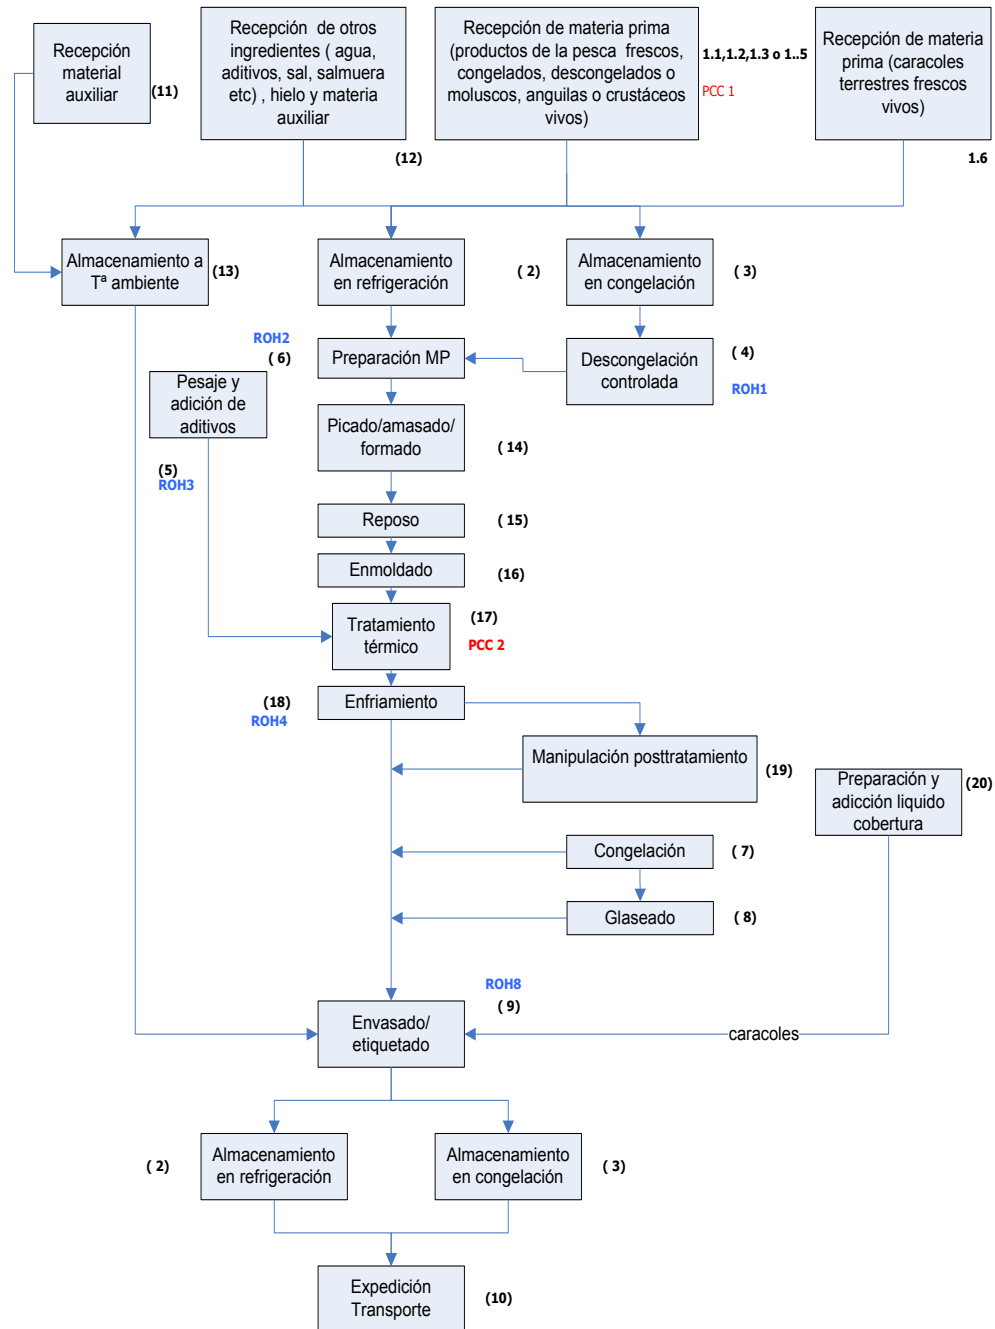 Recepción
material
auxiliar
(11)
Recepción de otros
ingredientes ( agua,
aditivos, sal, salmuera
etc) , hielo y materia
auxiliar
(12)
Recepción de materia prima
(productos de la pesca frescos,
congelados, descongelados o
moluscos, anguilas o crustáceos
vivos)
1.1,1.2,1.3 o 1..5
PCC 1
Recepción de materia
prima (caracoles
terrestres frescos
vivos)
1.6
Almacenamiento a
Tª ambiente
(13)
Almacenamiento
en refrigeración
( 2)
Almacenamiento
en congelación
( 3)
ROH2
( 6)
Preparación MP
Descongelación
controlada
( 4)
ROH1
Pesaje y
adición de
aditivos
(5)
ROH3
Picado/amasado/
formado
( 14)
Reposo
( 15)
Enmoldado
(16)
Tratamiento
térmico
(17)
PCC 2
(18)
ROH4
Enfriamiento
Manipulación posttratamiento
(19)
Preparación y
adicción liquido
cobertura
(20)
Congelación
( 7)
Glaseado
( 8)
ROH8
( 9)
Envasado/
etiquetado
caracoles
( 2)
Almacenamiento
en refrigeración
Almacenamiento
en congelación
( 3)
Expedición
Transporte
(10)